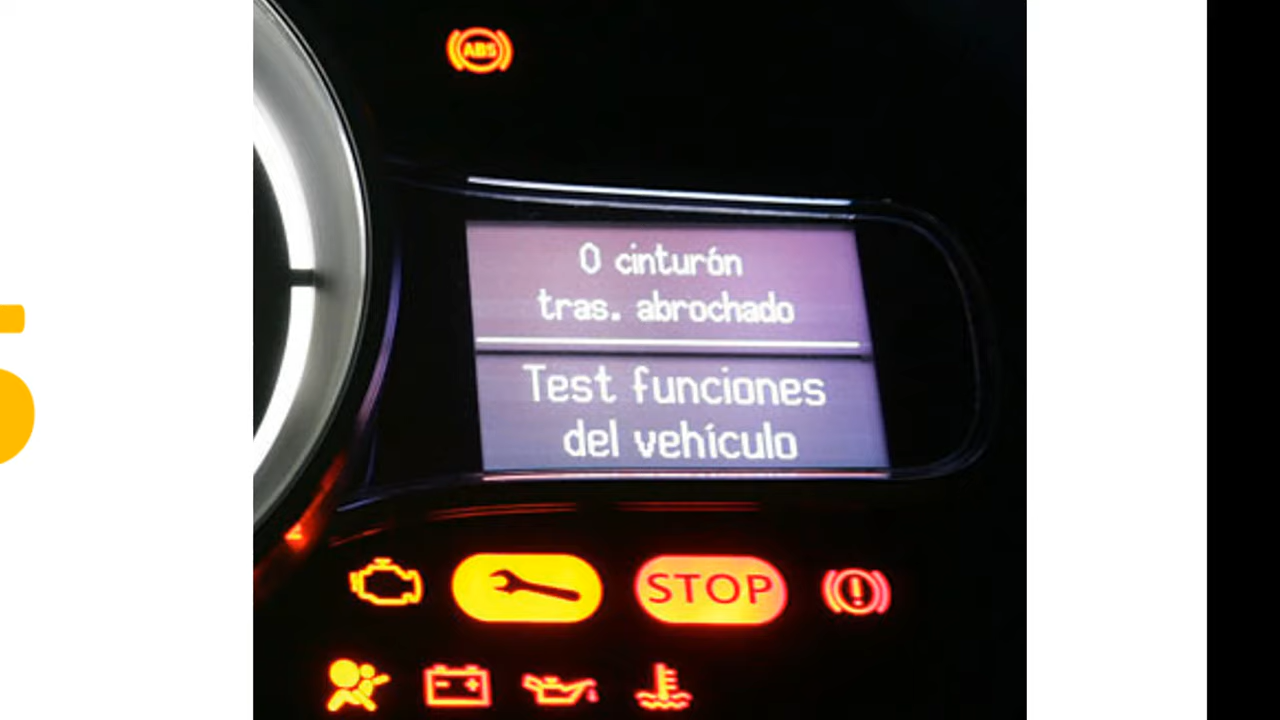 ABS
0 cinturón
tras. abrochado
Test funciones
del vehículo
STOP